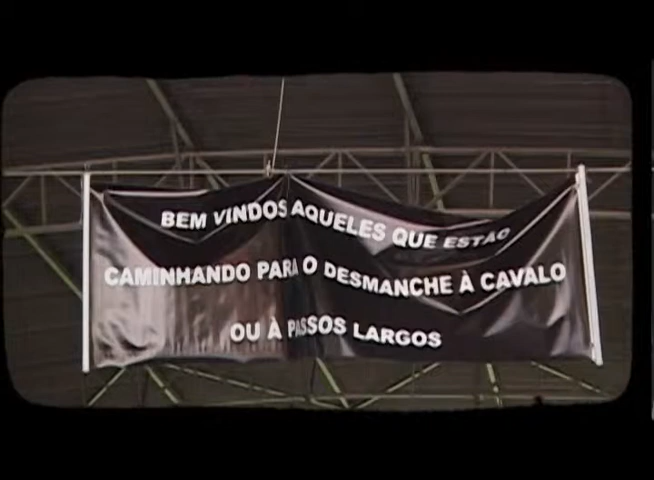 BEM VINDOS AQUELES QUE ESTÃO
CAMINHANDO PARA O DESMANCHE À CAVALO
OU À PASSOS LARGOS